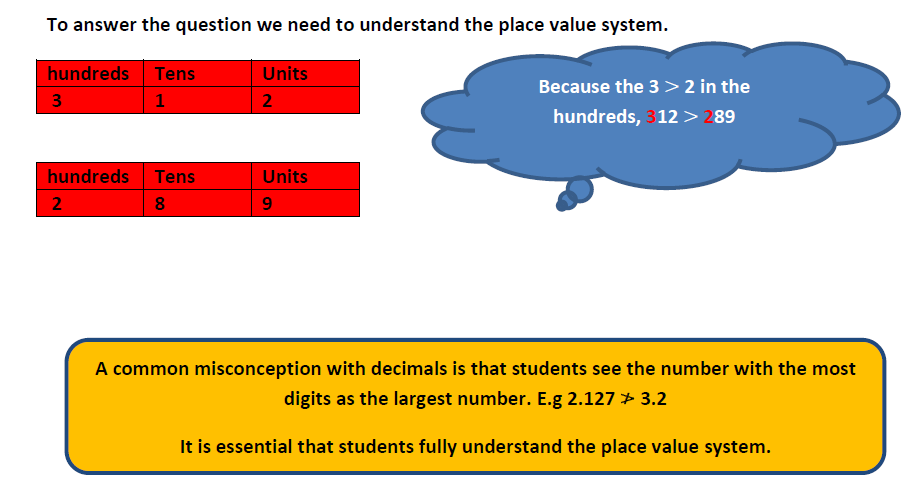 To answer the question we need to understand the place value system.
hundreds Tens Units
3 1 2
Because the 3 > 2 in the
hundreds, 312 > 289
hundreds Tens Units
2 8 9
A common misconception with decimals is that students see the number with the most
digits as the largest number. E.g 2.127 ≯ 3.2
It is essential that students fully understand the place value system.